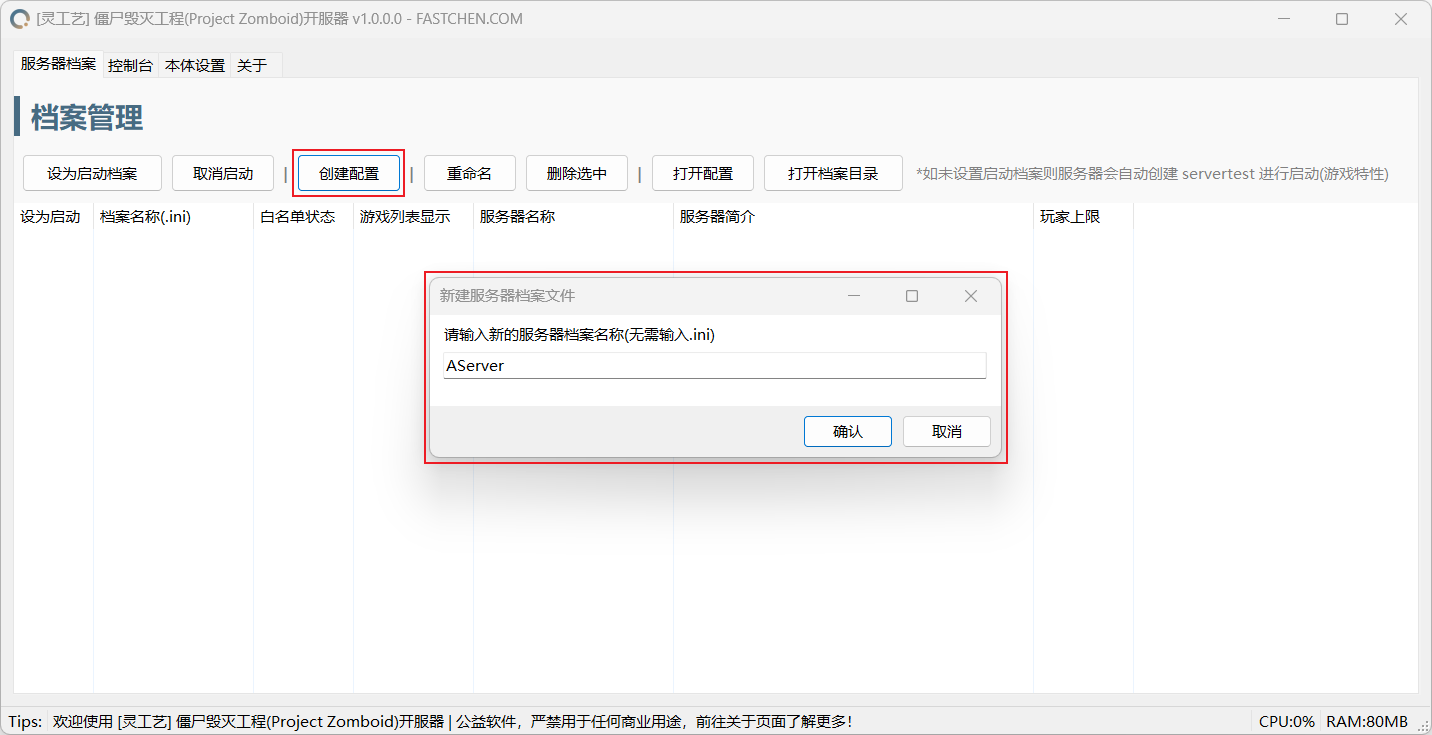 [灵工艺] 僵尸毁灭工程(Project Zomboid)开服器 v1.0.0.0 - FASTCHEN.COM
服务器档案 控制台 本体设置 关于
档案管理
设为启动档案 取消启动 | 创建配置 | 重命名 删除选中 | 打开配置 打开档案目录 *如未设置启动档案则服务器会自动创建 servertest 进行启动(游戏特性)
设为启动 档案名称(.ini) 白名单状态 游戏列表显示 服务器名称 服务器简介 玩家上限
新建服务器档案文件
请输入新的服务器档案名称(无需输入.ini)
AServer
确认 取消
Tips: 欢迎使用 [灵工艺] 僵尸毁灭工程(Project Zomboid)开服器 | 公益软件，严禁用于任何商业用途，前往关于页面了解更多！ CPU:0% RAM:80MB